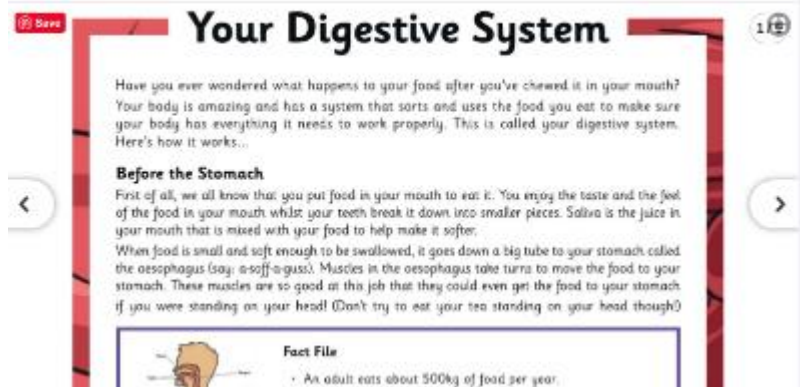 Save
Your Digestive System
Have you ever wondered what happens to your food after you've chewed it in your mouth?
Your body is amazing and has a system that sorts and uses the food you eat to make sure
your body has everything it needs to work properly. This is called your digestive system.
Here's how it works...
Before the Stomach
First of all, we all know that you put food in your mouth to eat it. You enjoy the taste and the feel
of the food in your mouth whilst your teeth break it down into smaller pieces. Saliva is the juice in
your mouth that is mixed with your food to help make it softer.
When food is small and soft enough to be swallowed, it goes down a big tube to your stomach called
the oesophagus (say: a-soff-a-guss). Muscles in the oesophagus take turns to move the food to your
stomach. These muscles are so good at this job that they could even get the food to your stomach
if you were standing on your head! (Don't try to eat your tea standing on your head though!)
Fact File
• An adult eats about 500kg of food per year.